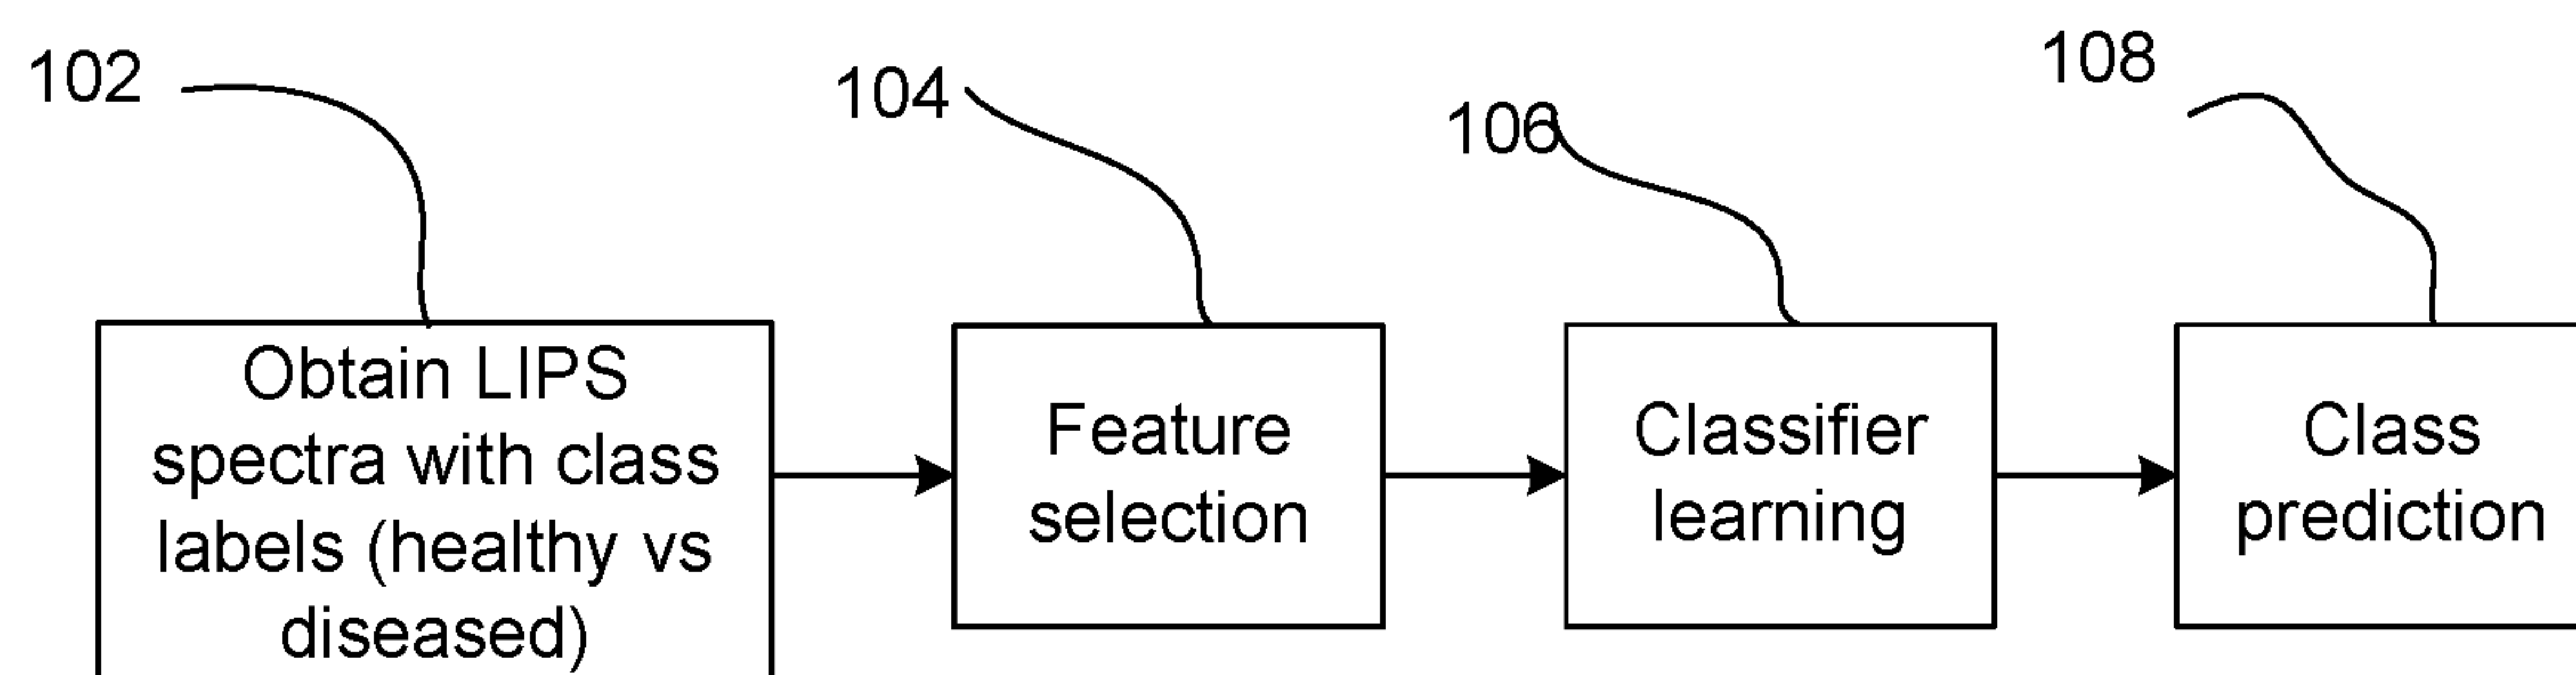 102
104
106
108
Obtain LIPS
spectra with class
labels (healthy vs
diseased)
Feature
selection
Classifier
learning
Class
prediction